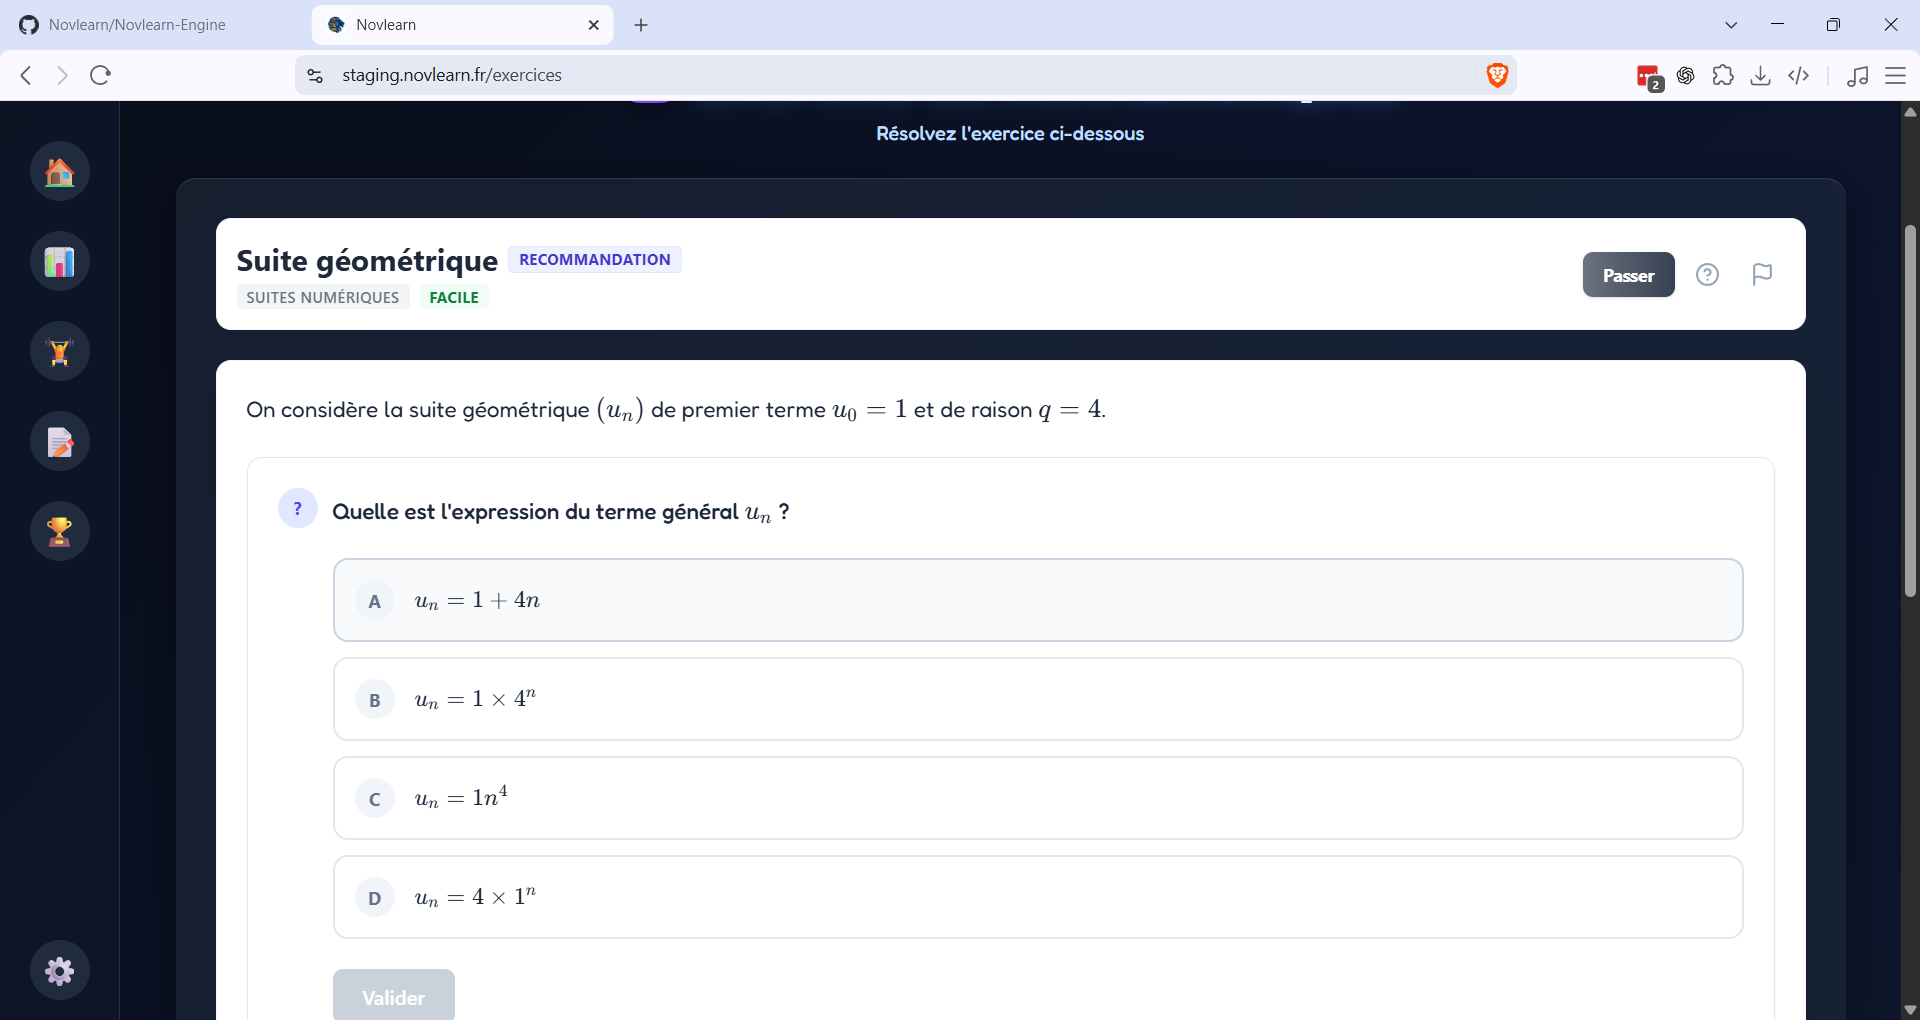 Novlearn/Novlearn-Engine
Novlearn
staging.novlearn.fr/exercices
2
Résolvez l'exercice ci-dessous
Suite géométrique RECOMMANDATION
SUITES NUMÉRIQUES FACILE
Passer
?
On considère la suite géométrique (uₙ) de premier terme u₀ = 1 et de raison q = 4.
? Quelle est l'expression du terme général uₙ ?
A uₙ = 1 + 4n
B uₙ = 1 × 4ⁿ
C uₙ = 1n⁴
D uₙ = 4 × 1ⁿ
Valider